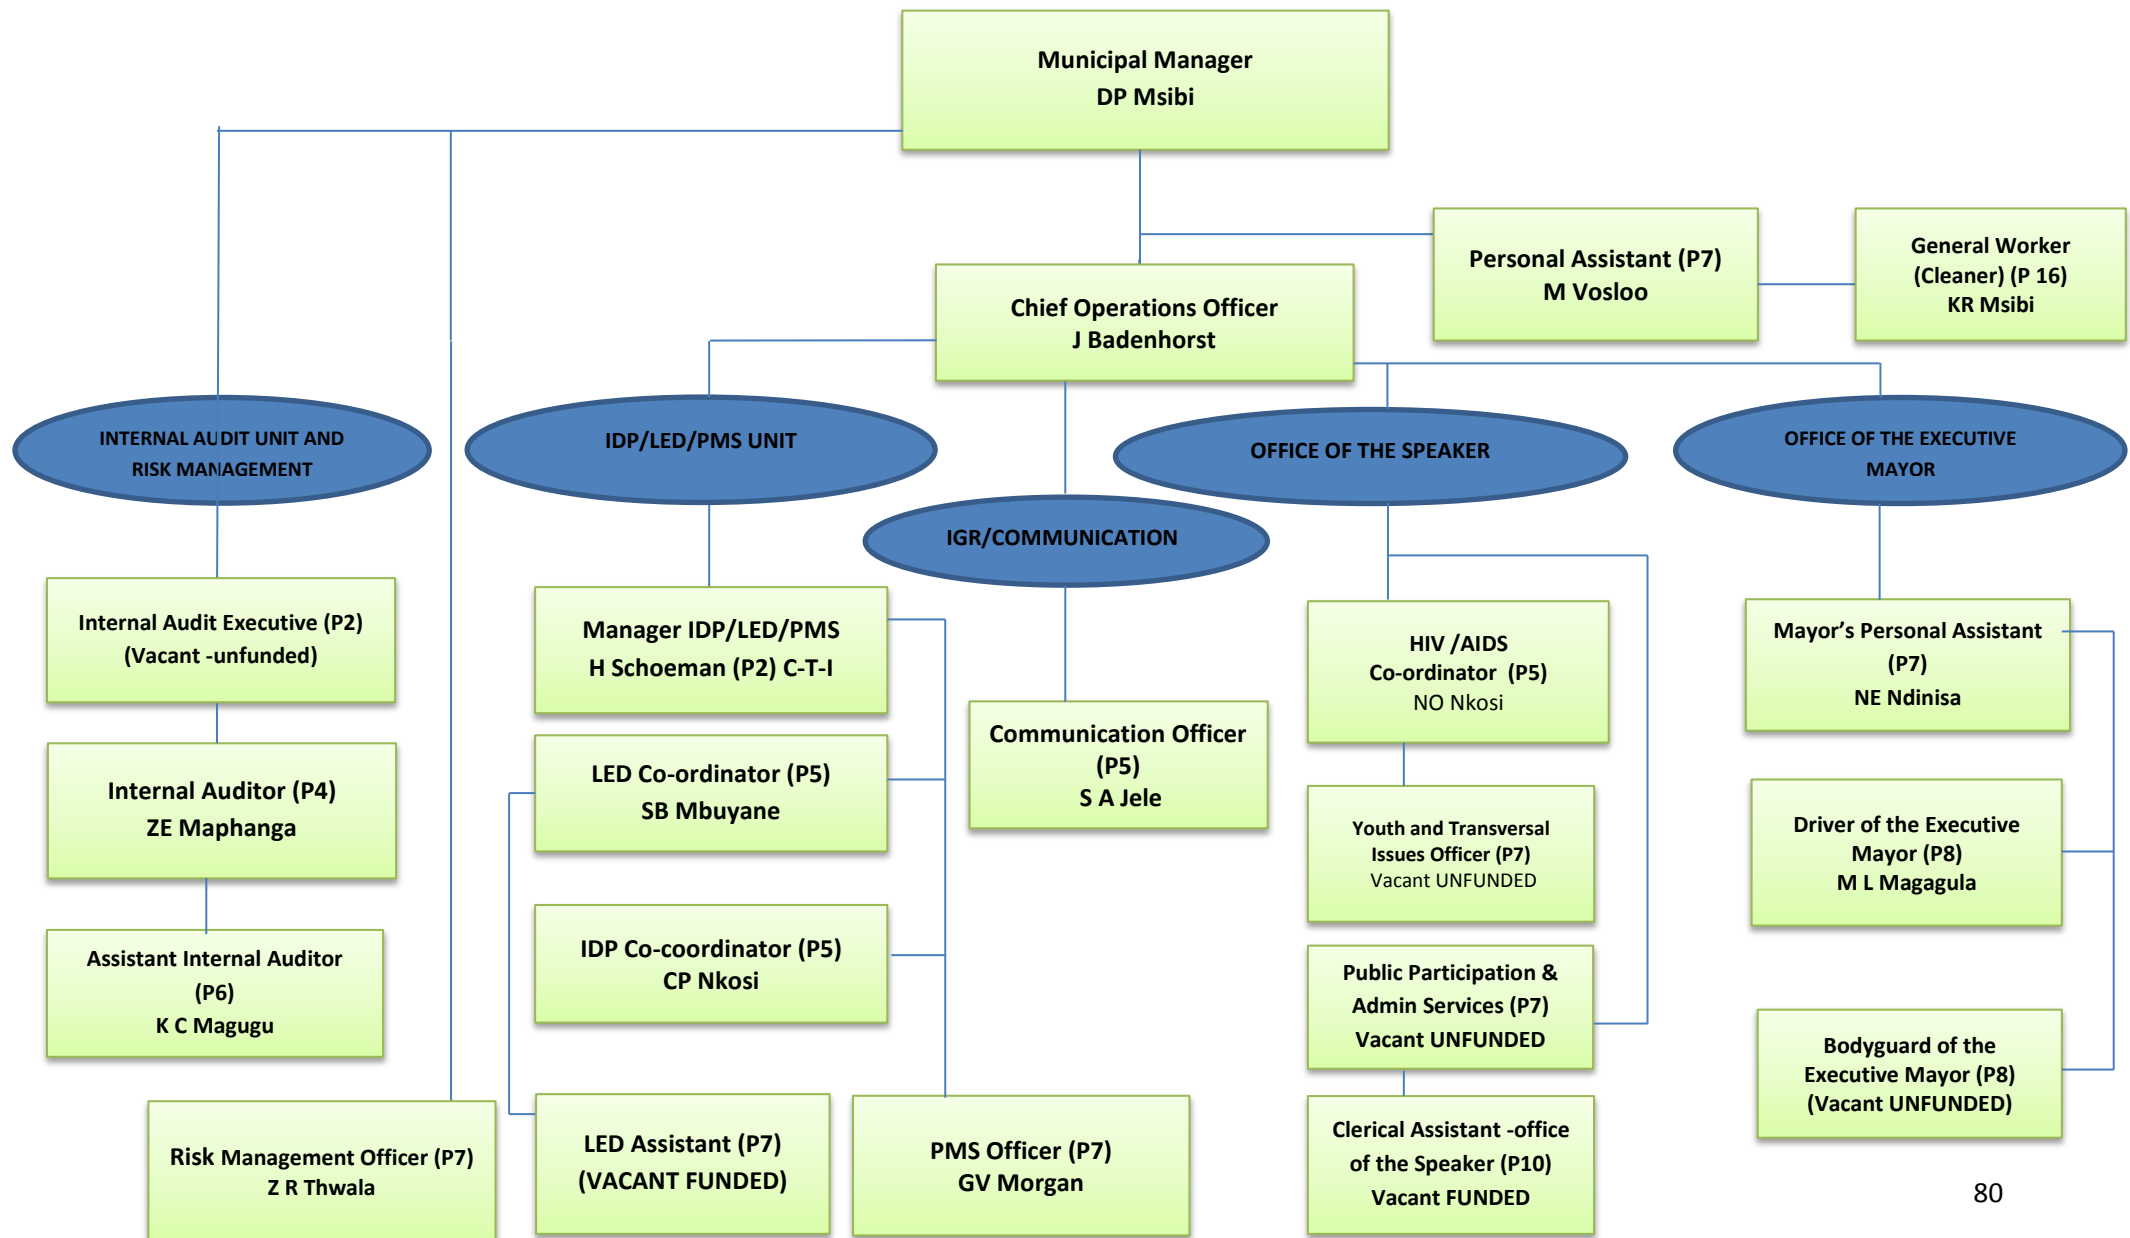 Municipal Manager
DP Msibi
Personal Assistant (P7)
M Vosloo
General Worker
(Cleaner) (P 16)
KR Msibi
Chief Operations Officer
J Badenhorst
INTERNAL AUDIT UNIT AND
RISK MANAGEMENT
IDP/LED/PMS UNIT
IGR/COMMUNICATION
OFFICE OF THE SPEAKER
OFFICE OF THE EXECUTIVE
MAYOR
Internal Audit Executive (P2)
(Vacant -unfunded)
Internal Auditor (P4)
ZE Maphanga
Assistant Internal Auditor
(P6)
K C Magugu
Risk Management Officer (P7)
Z R Thwala
Manager IDP/LED/PMS
H Schoeman (P2) C-T-I
LED Co-ordinator (P5)
SB Mbuyane
IDP Co-coordinator (P5)
CP Nkosi
LED Assistant (P7)
(VACANT FUNDED)
PMS Officer (P7)
GV Morgan
Communication Officer
(P5)
S A Jele
HIV /AIDS
Co-ordinator (P5)
NO Nkosi
Youth and Transversal
Issues Officer (P7)
Vacant UNFUNDED
Public Participation &
Admin Services (P7)
Vacant UNFUNDED
Clerical Assistant -office
of the Speaker (P10)
Vacant FUNDED
Mayor's Personal Assistant
(P7)
NE Ndinisa
Driver of the Executive
Mayor (P8)
M L Magagula
Bodyguard of the
Executive Mayor (P8)
(Vacant UNFUNDED)
80